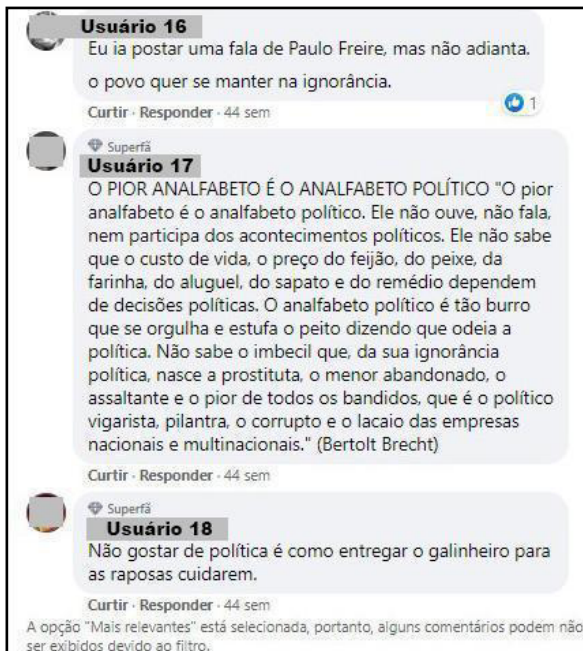 Usuário 16
Eu ia postar uma fala de Paulo Freire, mas não adianta.
o povo quer se manter na ignorância.
1
Curtir · Responder · 44 sem
Superfã
Usuário 17
O PIOR ANALFABETO É O ANALFABETO POLÍTICO "O pior
analfabeto é o analfabeto político. Ele não ouve, não fala,
nem participa dos acontecimentos políticos. Ele não sabe
que o custo de vida, o preço do feijão, do peixe, da
farinha, do aluguel, do sapato e do remédio dependem
de decisões políticas. O analfabeto político é tão burro
que se orgulha e estufa o peito dizendo que odeia a
política. Não sabe o imbecil que, da sua ignorância
política, nasce a prostituta, o menor abandonado, o
assaltante e o pior de todos os bandidos, que é o político
vigarista, pilantra, o corrupto e o lacaio das empresas
nacionais e multinacionais." (Bertolt Brecht)
Curtir · Responder · 44 sem
Superfã
Usuário 18
Não gostar de política é como entregar o galinheiro para
as raposas cuidarem.
Curtir · Responder · 44 sem
A opção "Mais relevantes" está selecionada, portanto, alguns comentários podem não
ser exibidos devido ao filtro.